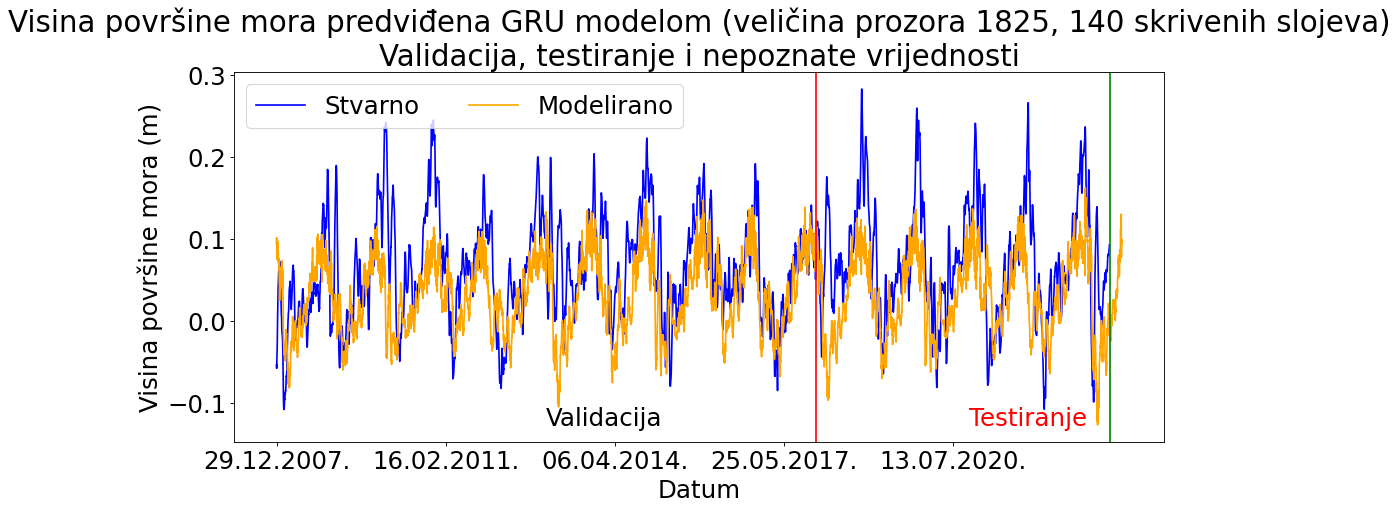 Visina površine mora predviđena GRU modelom (veličina prozora 1825, 140 skrivenih slojeva)
Validacija, testiranje i nepoznate vrijednosti
Stvarno
Modelirano
Visina površine mora (m)
0.3
0.2
0.1
0.0
−0.1
Validacija
Testiranje
29.12.2007.
16.02.2011.
06.04.2014.
25.05.2017.
13.07.2020.
Datum